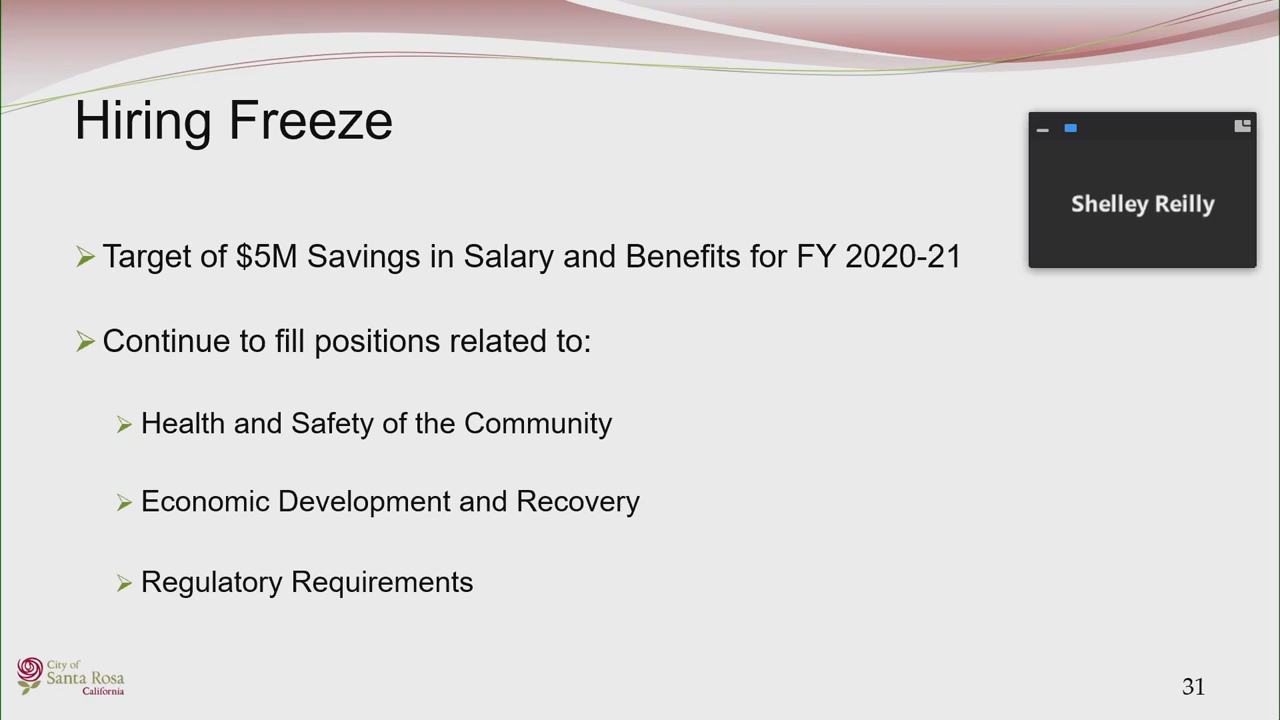 Hiring Freeze
Shelley Reilly
Target of $5M Savings in Salary and Benefits for FY 2020-21
Continue to fill positions related to:
Health and Safety of the Community
Economic Development and Recovery
Regulatory Requirements
City of
Santa Rosa
California
31